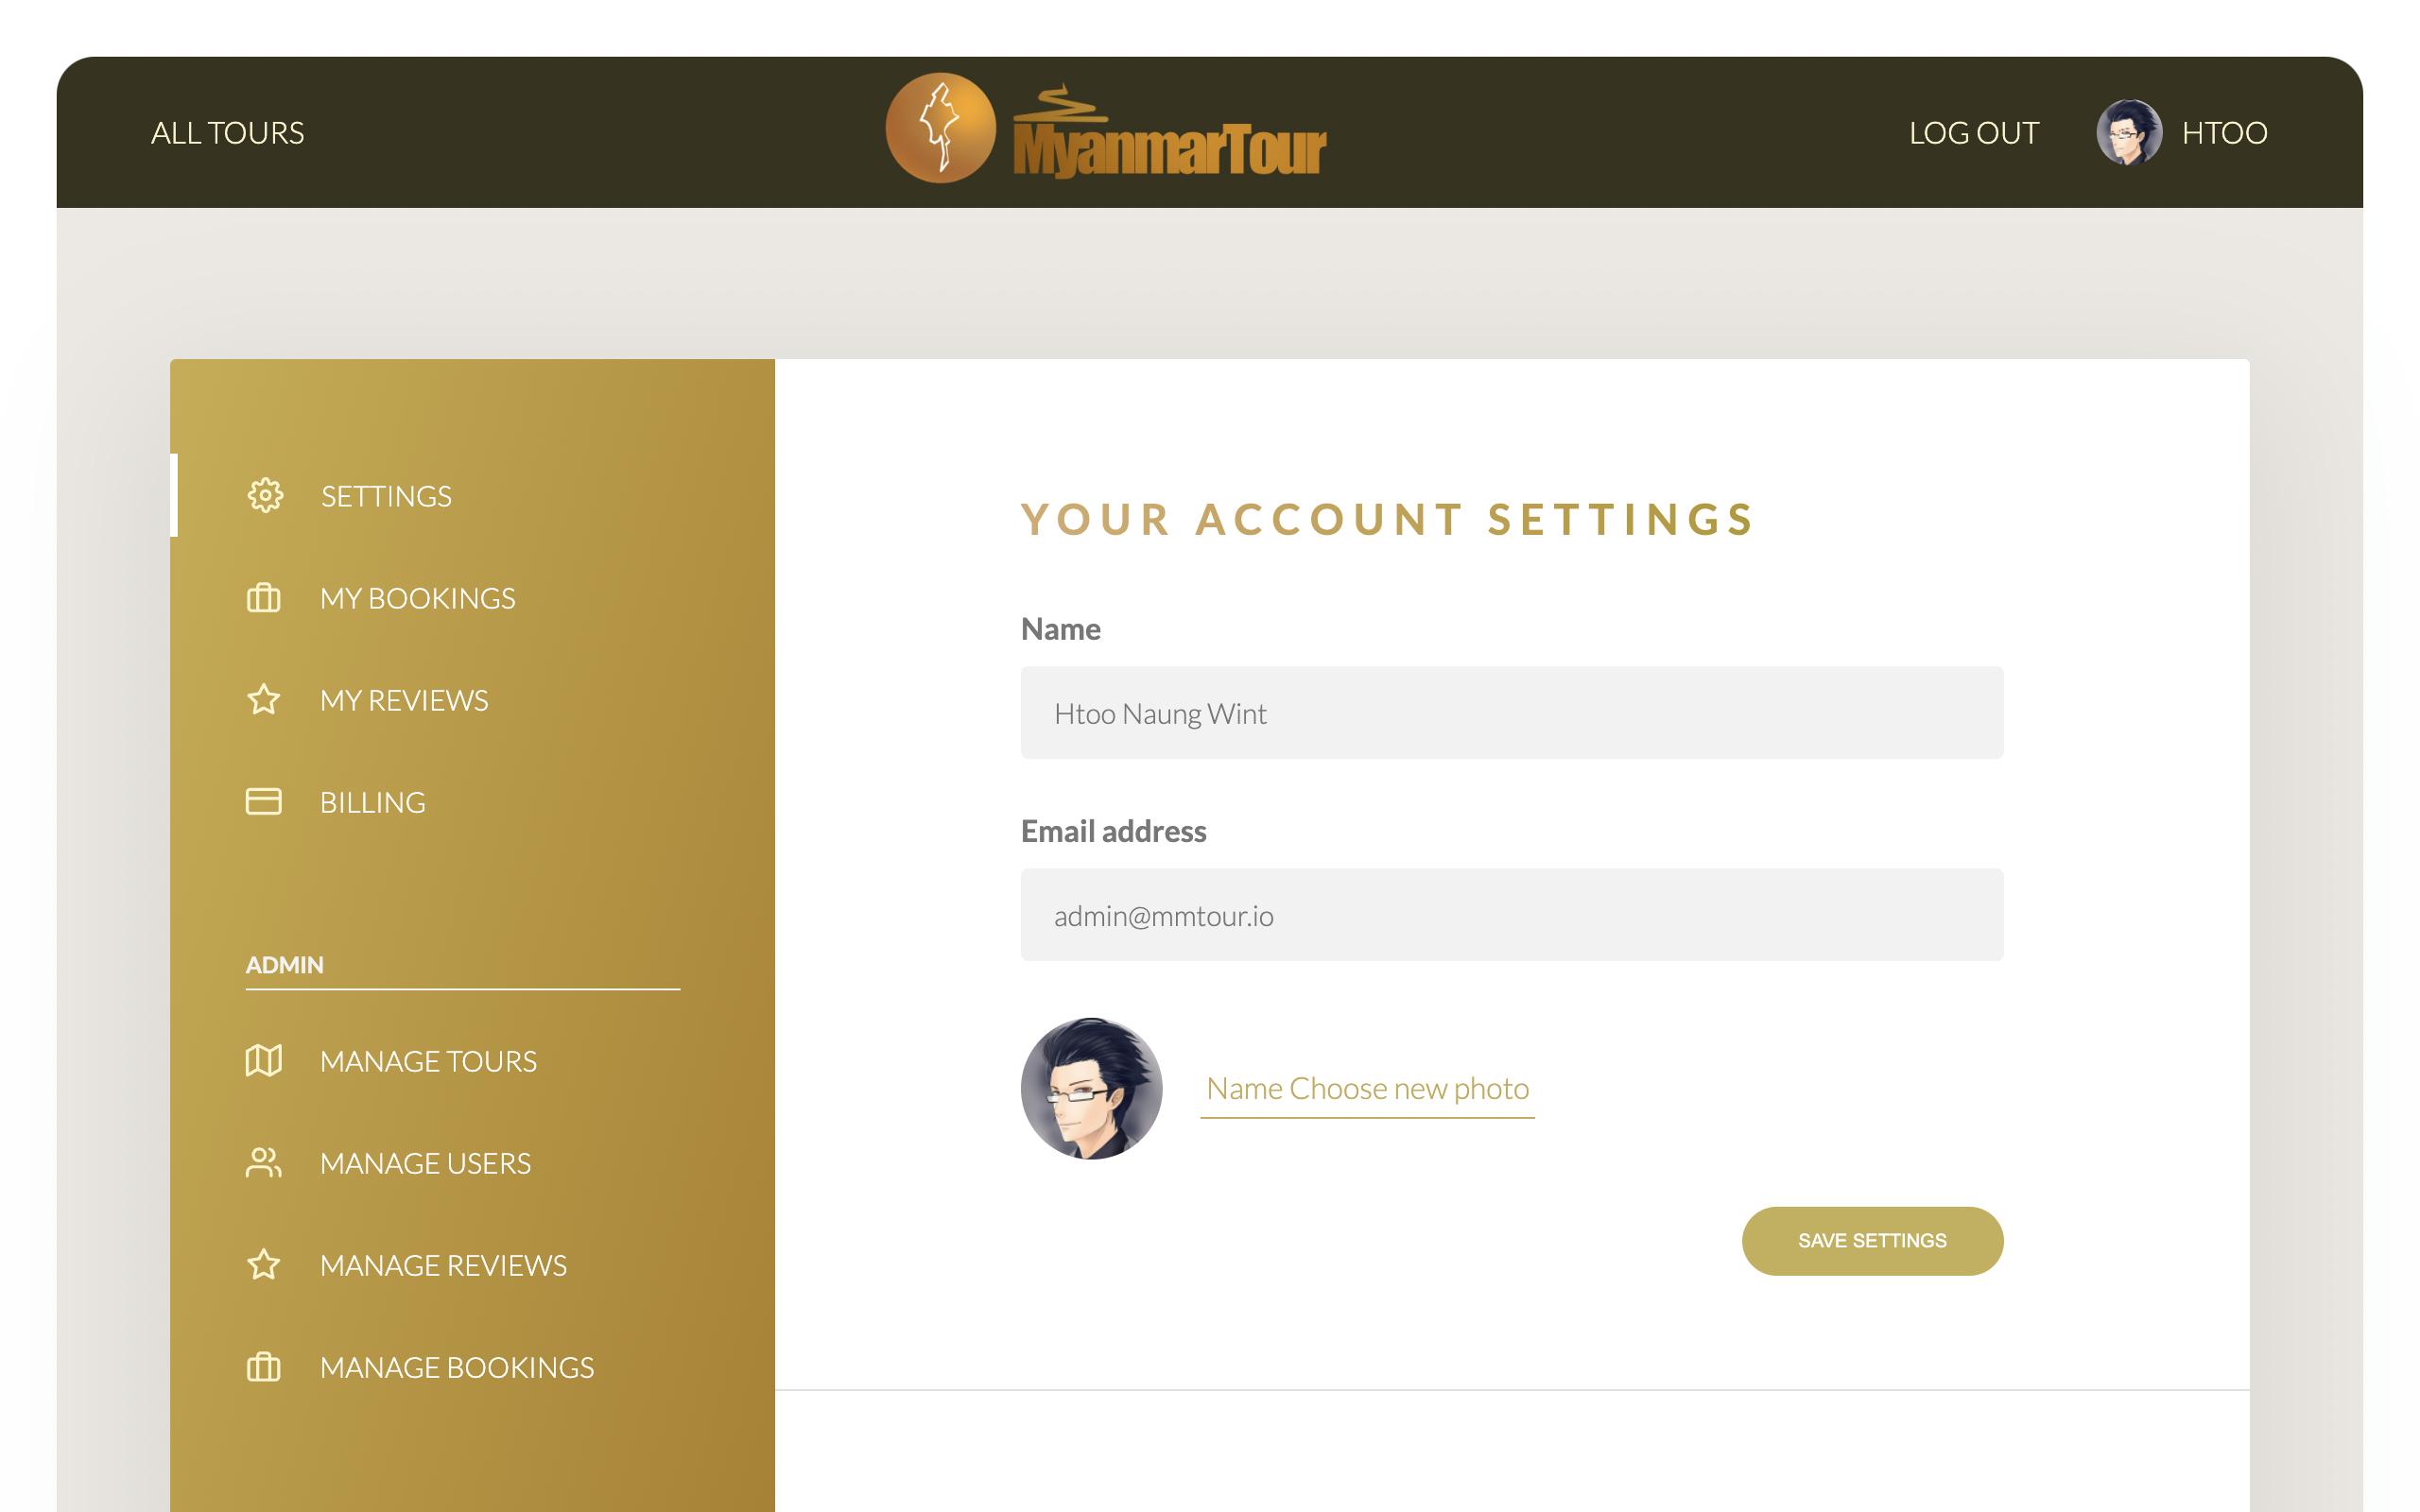 ALL TOURS
MyanmarTour
LOG OUT
HTOO
SETTINGS
MY BOOKINGS
MY REVIEWS
BILLING
ADMIN
MANAGE TOURS
MANAGE USERS
MANAGE REVIEWS
MANAGE BOOKINGS
YOUR ACCOUNT SETTINGS
Name
Htoo Naung Wint
Email address
admin@mmtour.io
Name Choose new photo
SAVE SETTINGS